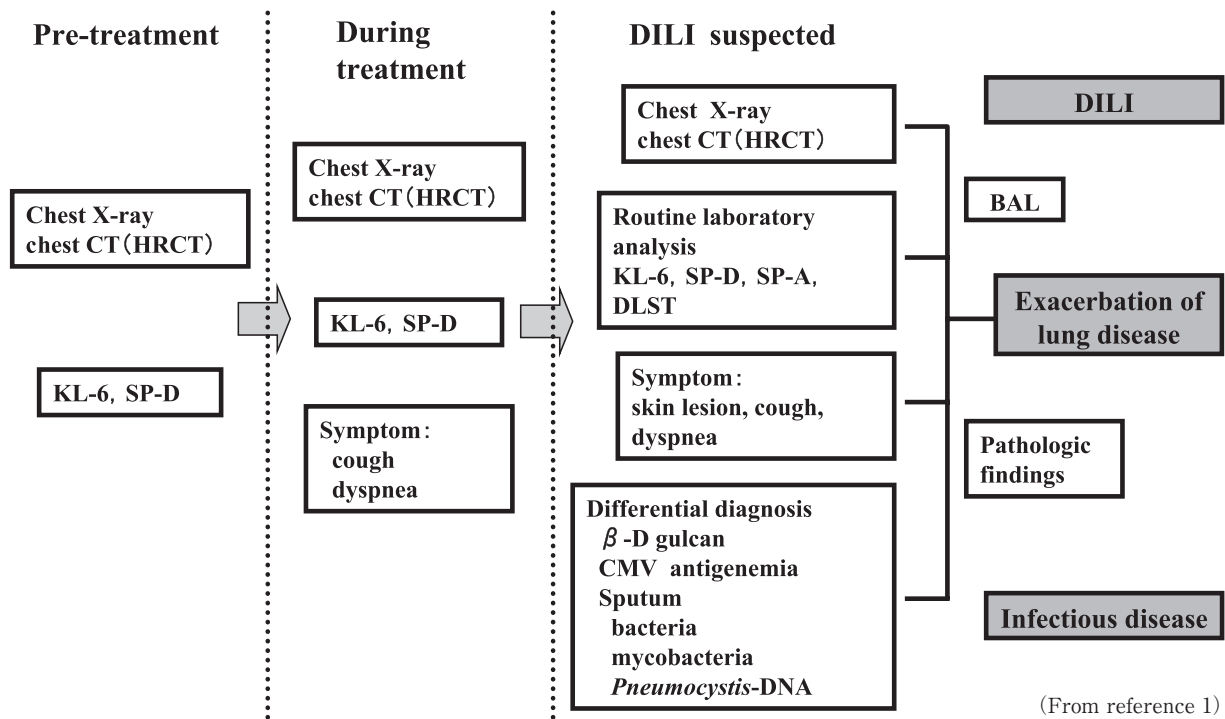 Pre-treatment
During
treatment
DILI suspected
Chest X-ray
chest CT(HRCT)
KL-6, SP-D
Chest X-ray
chest CT(HRCT)
KL-6, SP-D
Symptom:
cough
dyspnea
Chest X-ray
chest CT(HRCT)
Routine laboratory
analysis
KL-6, SP-D, SP-A,
DLST
Symptom:
skin lesion, cough,
dyspnea
Differential diagnosis
β-D gulcan
CMV antigenemia
Sputum
bacteria
mycobacteria
Pneumocystis-DNA
DILI
BAL
Exacerbation of
lung disease
Pathologic
findings
Infectious disease
(From reference 1)